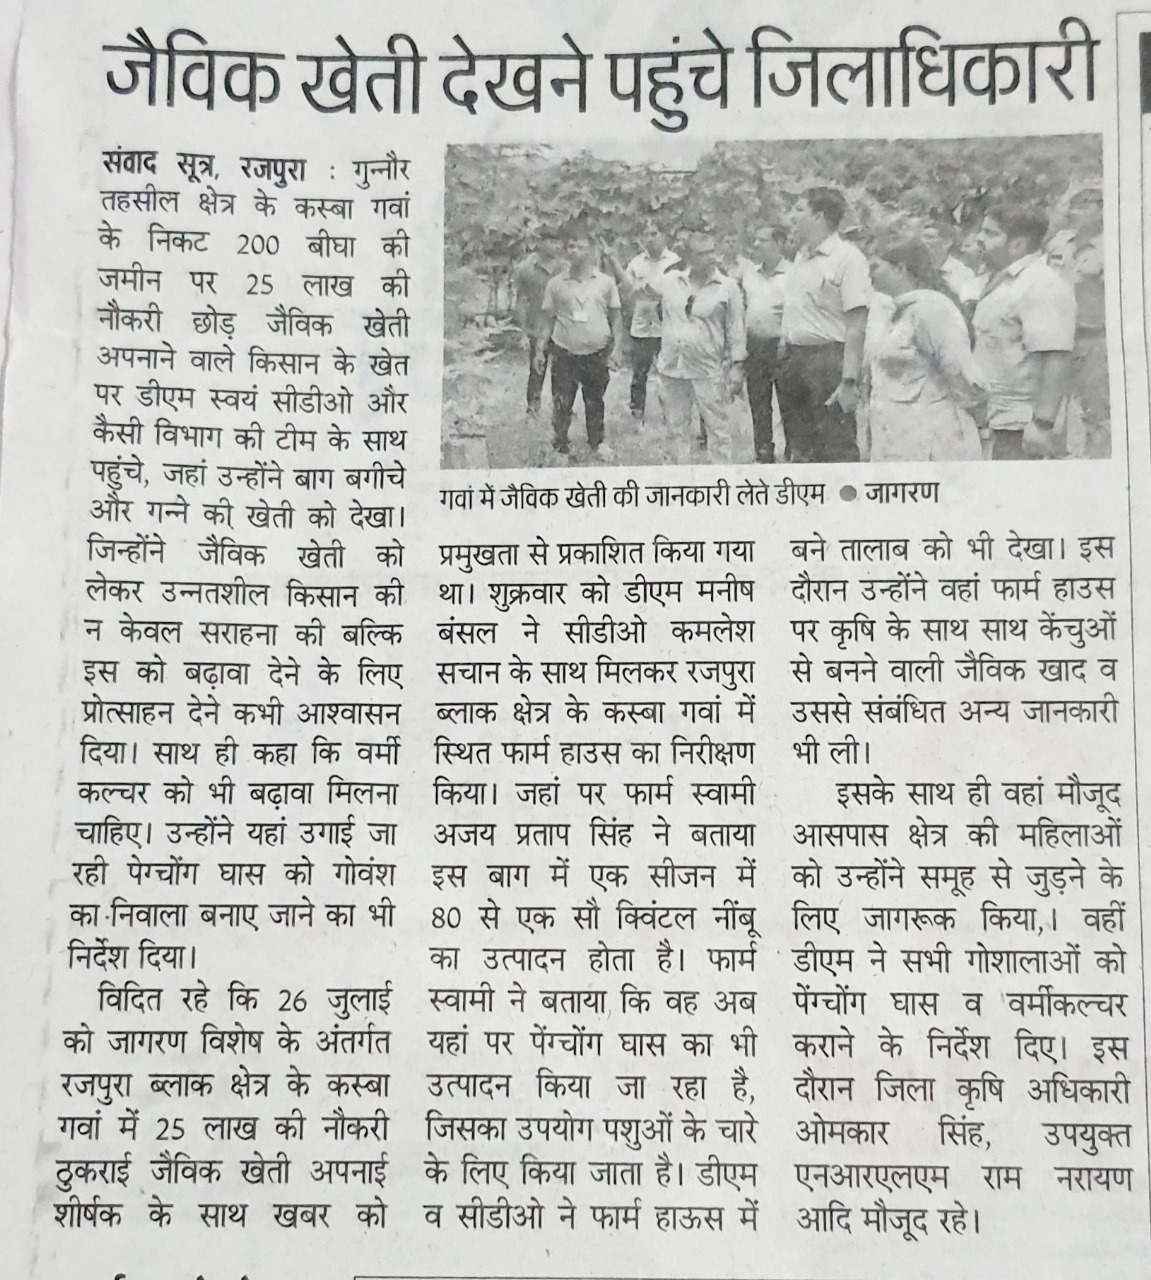 जैविक खेती देखने पहुंचे जिलाधिकारी
संवाद सूत्र, रजपुरा : गुन्नौर
तहसील क्षेत्र के कस्बा गवां
के निकट 200 बीघा की
जमीन पर 25 लाख की
नौकरी छोड़ जैविक खेती
अपनाने वाले किसान के खेत
पर डीएम स्वयं सीडीओ और
कैसी विभाग की टीम के साथ
पहुंचे, जहां उन्होंने बाग बगीचे
और गन्ने की खेती को देखा।
जिन्होंने जैविक खेती को
लेकर उन्नतशील किसान की
न केवल सराहना की बल्कि
इस को बढ़ावा देने के लिए
प्रोत्साहन देने कभी आश्वासन
दिया। साथ ही कहा कि वर्मी
कल्चर को भी बढ़ावा मिलना
चाहिए। उन्होंने यहां उगाई जा
रही पेग्चोंग घास को गोवंश
का निवाला बनाए जाने का भी
निर्देश दिया।
विदित रहे कि 26 जुलाई
को जागरण विशेष के अंतर्गत
रजपुरा ब्लाक क्षेत्र के कस्बा
गवां में 25 लाख की नौकरी
ठुकराई जैविक खेती अपनाई
शीर्षक के साथ खबर को
गवां में जैविक खेती की जानकारी लेते डीएम ● जागरण
प्रमुखता से प्रकाशित किया गया
था। शुक्रवार को डीएम मनीष
बंसल ने सीडीओ कमलेश
सचान के साथ मिलकर रजपुरा
ब्लाक क्षेत्र के कस्बा गवां में
स्थित फार्म हाउस का निरीक्षण
किया। जहां पर फार्म स्वामी
अजय प्रताप सिंह ने बताया
इस बाग में एक सीजन में
80 से एक सौ क्विंटल नींबू
का उत्पादन होता है। फार्म
स्वामी ने बताया कि वह अब
यहां पर पेंग्चोंग घास का भी
उत्पादन किया जा रहा है,
जिसका उपयोग पशुओं के चारे
के लिए किया जाता है। डीएम
व सीडीओ ने फार्म हाऊस में
बने तालाब को भी देखा। इस
दौरान उन्होंने वहां फार्म हाउस
पर कृषि के साथ साथ केंचुओं
से बनने वाली जैविक खाद व
उससे संबंधित अन्य जानकारी
भी ली।
इसके साथ ही वहां मौजूद
आसपास क्षेत्र की महिलाओं
को उन्होंने समूह से जुड़ने के
लिए जागरूक किया,। वहीं
डीएम ने सभी गोशालाओं को
पेंग्चोंग घास व वर्मीकल्चर
कराने के निर्देश दिए। इस
दौरान जिला कृषि अधिकारी
ओमकार सिंह, उपयुक्त
एनआरएलएम राम नरायण
आदि मौजूद रहे।